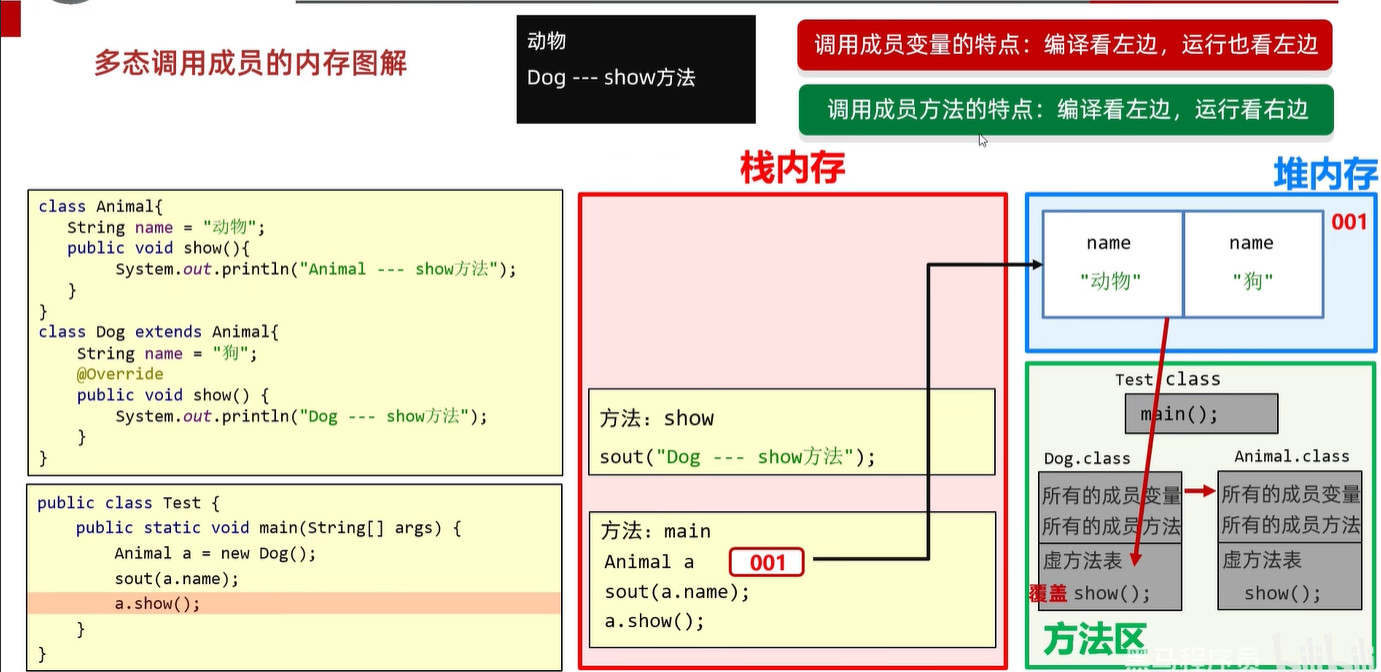 多态调用成员的内存图解
动物
Dog --- show方法
调用成员变量的特点：编译看左边，运行也看左边
调用成员方法的特点：编译看左边，运行看右边
class Animal{
String name = "动物";
public void show(){
System.out.println("Animal --- show方法");
}
}
class Dog extends Animal{
String name = "狗";
@Override
public void show() {
System.out.println("Dog --- show方法");
}
}
public class Test {
public static void main(String[] args) {
Animal a = new Dog();
sout(a.name);
a.show();
}
}
栈内存
方法：show
sout("Dog --- show方法");
方法：main
Animal a 001
sout(a.name);
a.show();
堆内存
001
name
"动物"
name
"狗"
Test.class
main();
Dog.class
所有的成员变量
所有的成员方法
虚方法表
覆盖 show();
Animal.class
所有的成员变量
所有的成员方法
虚方法表
show();
方法区
黑马程序员